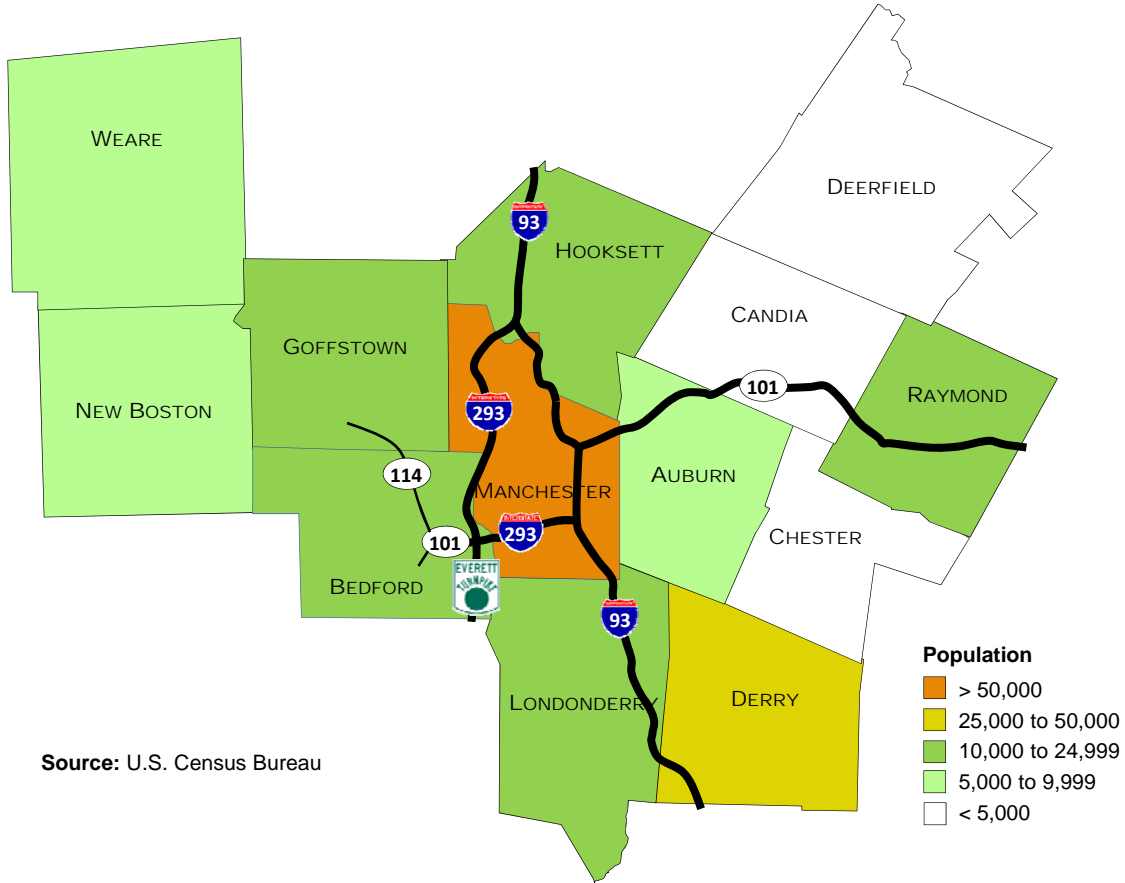 WEARE
DEERFIELD
93
HOOKSETT
CANDIA
GOFFSTOWN
101
RAYMOND
NEW BOSTON
293
114
AUBURN
MANCHESTER
293
101
CHESTER
EVERETT
TURNPIKE
BEDFORD
93
LONDONDERRY
DERRY
Population
> 50,000
25,000 to 50,000
10,000 to 24,999
5,000 to 9,999
< 5,000
Source: U.S. Census Bureau